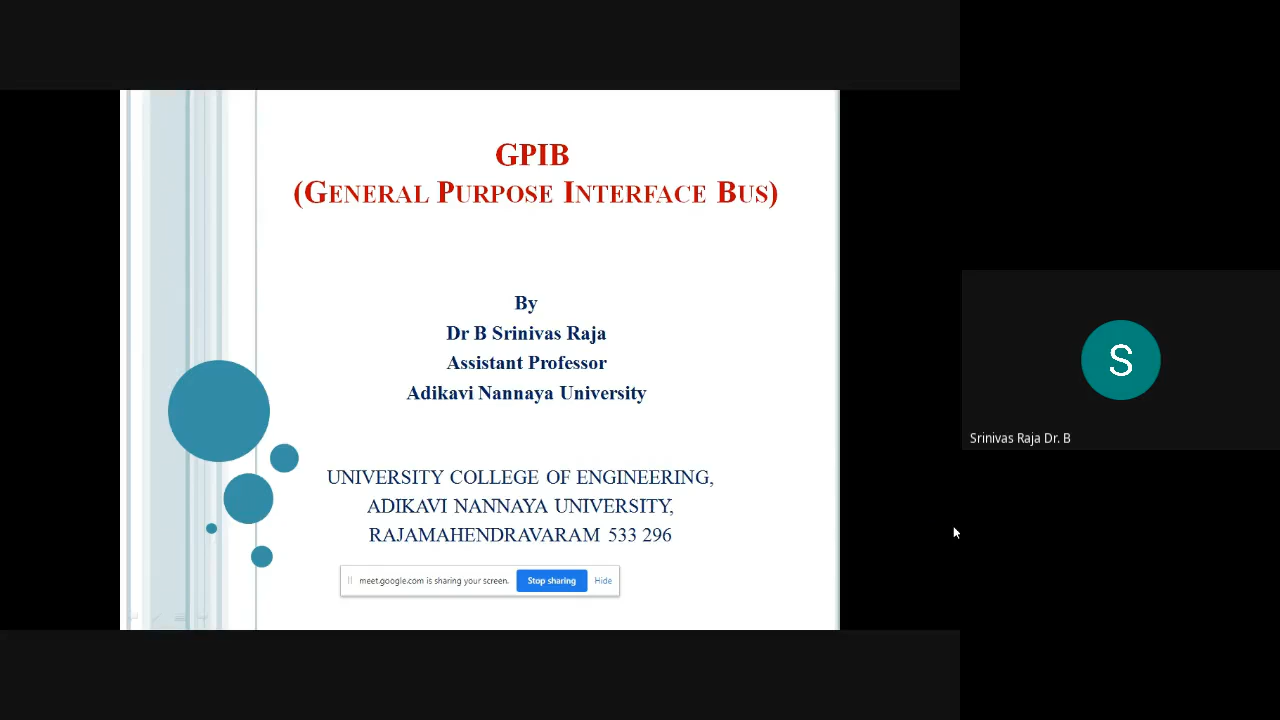 GPIB
(GENERAL PURPOSE INTERFACE BUS)
By
Dr B Srinivas Raja
Assistant Professor
Adikavi Nannaya University
UNIVERSITY COLLEGE OF ENGINEERING,
ADIKAVI NANNAYA UNIVERSITY,
RAJAMAHENDRAVARAM 533 296
meet.google.com is sharing your screen. Stop sharing Hide
S
Srinivas Raja Dr. B